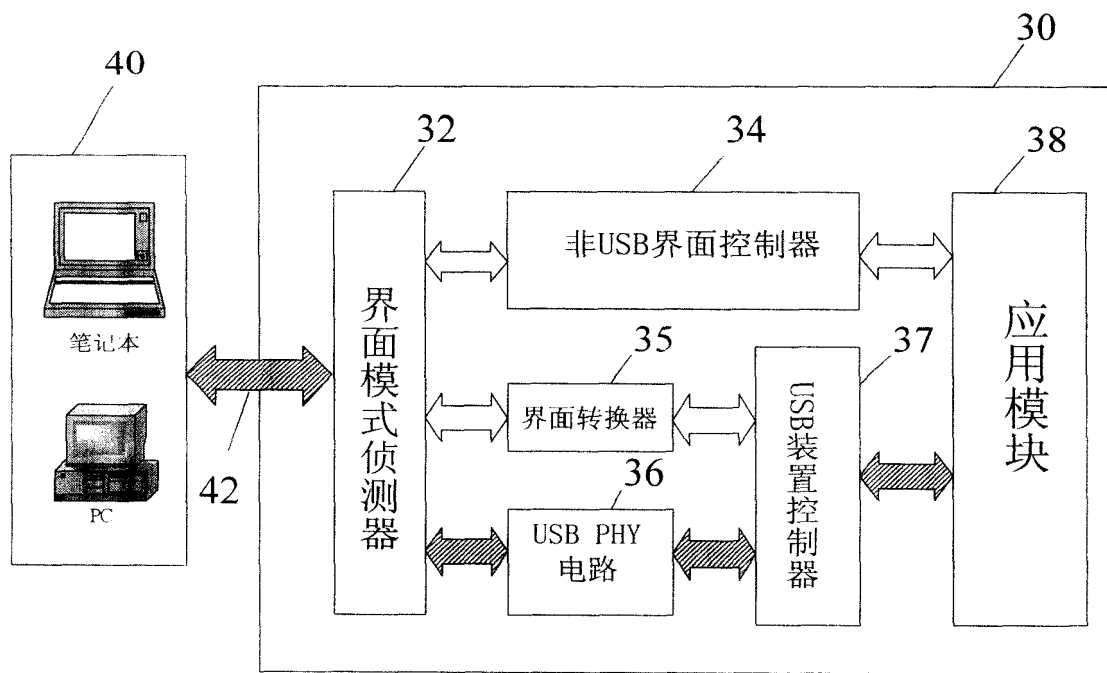 40
30
32
34
38
非USB界面控制器
笔记本
PC
42
界面模式侦测器
35
界面转换器
36
USB PHY
电路
37
USB装置控制器
应用模块